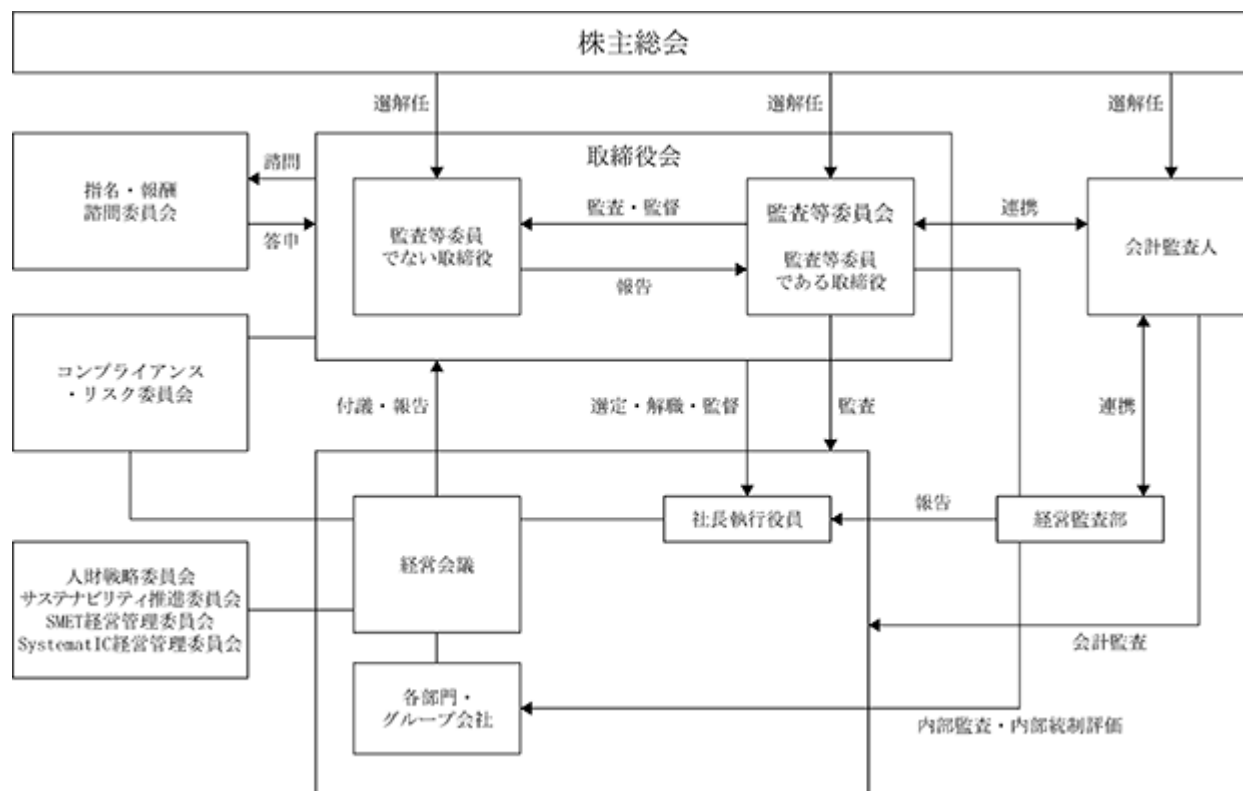 株主総会
選解任
選解任
選解任
取締役会
指名・報酬
諮問委員会
諮問
答申
監査等委員
でない取締役
監査・監督
報告
監査等委員会
監査等委員
である取締役
連携
会計監査人
コンプライアンス
・リスク委員会
付議・報告
選定・解職・監督
監査
連携
経営会議
社長執行役員
報告
経営監査部
人財戦略委員会
サステナビリティ推進委員会
SMET経営管理委員会
SystematIC経営管理委員会
会計監査
各部門・
グループ会社
内部監査・内部統制評価